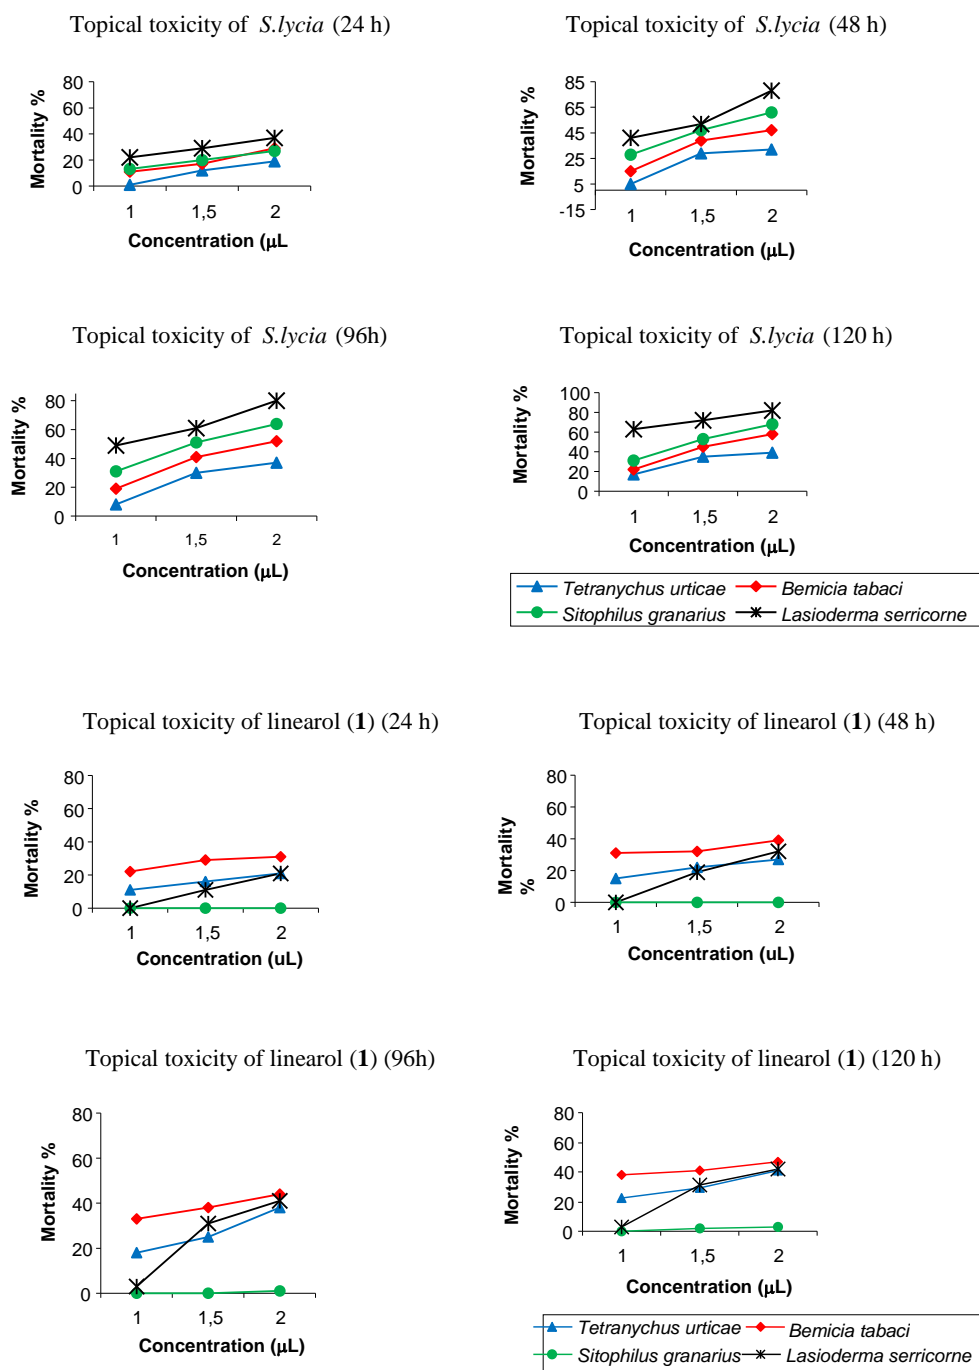 Topical toxicity of S.lycia (24 h)
Topical toxicity of S.lycia (48 h)
Mortality %
80
60
40
20
0
1 1,5 2
Concentration (µL
Mortality %
85
65
45
25
5
-15
1 1,5 2
Concentration (µL)
Topical toxicity of S.lycia (96h)
Topical toxicity of S.lycia (120 h)
Mortality %
80
60
40
20
0
1 1,5 2
Concentration (µL)
Mortality %
100
80
60
40
20
0
1 1,5 2
Concentration (µL)
Tetranychus urticae Bemicia tabaci
Sitophilus granarius Lasioderma serricorne
Topical toxicity of linearol (1) (24 h)
Topical toxicity of linearol (1) (48 h)
Mortality %
80
60
40
20
0
1 1,5 2
Concentration (uL)
Mortality
%
80
60
40
20
0
1 1,5 2
Concentration (uL)
Topical toxicity of linearol (1) (96h)
Topical toxicity of linearol (1) (120 h)
Mortality %
80
60
40
20
0
1 1,5 2
Concentration (µL)
Mortality %
80
60
40
20
0
1 1,5 2
Concentration (µL)
Tetranychus urticae Bemicia tabaci
Sitophilus granarius Lasioderma serricorne